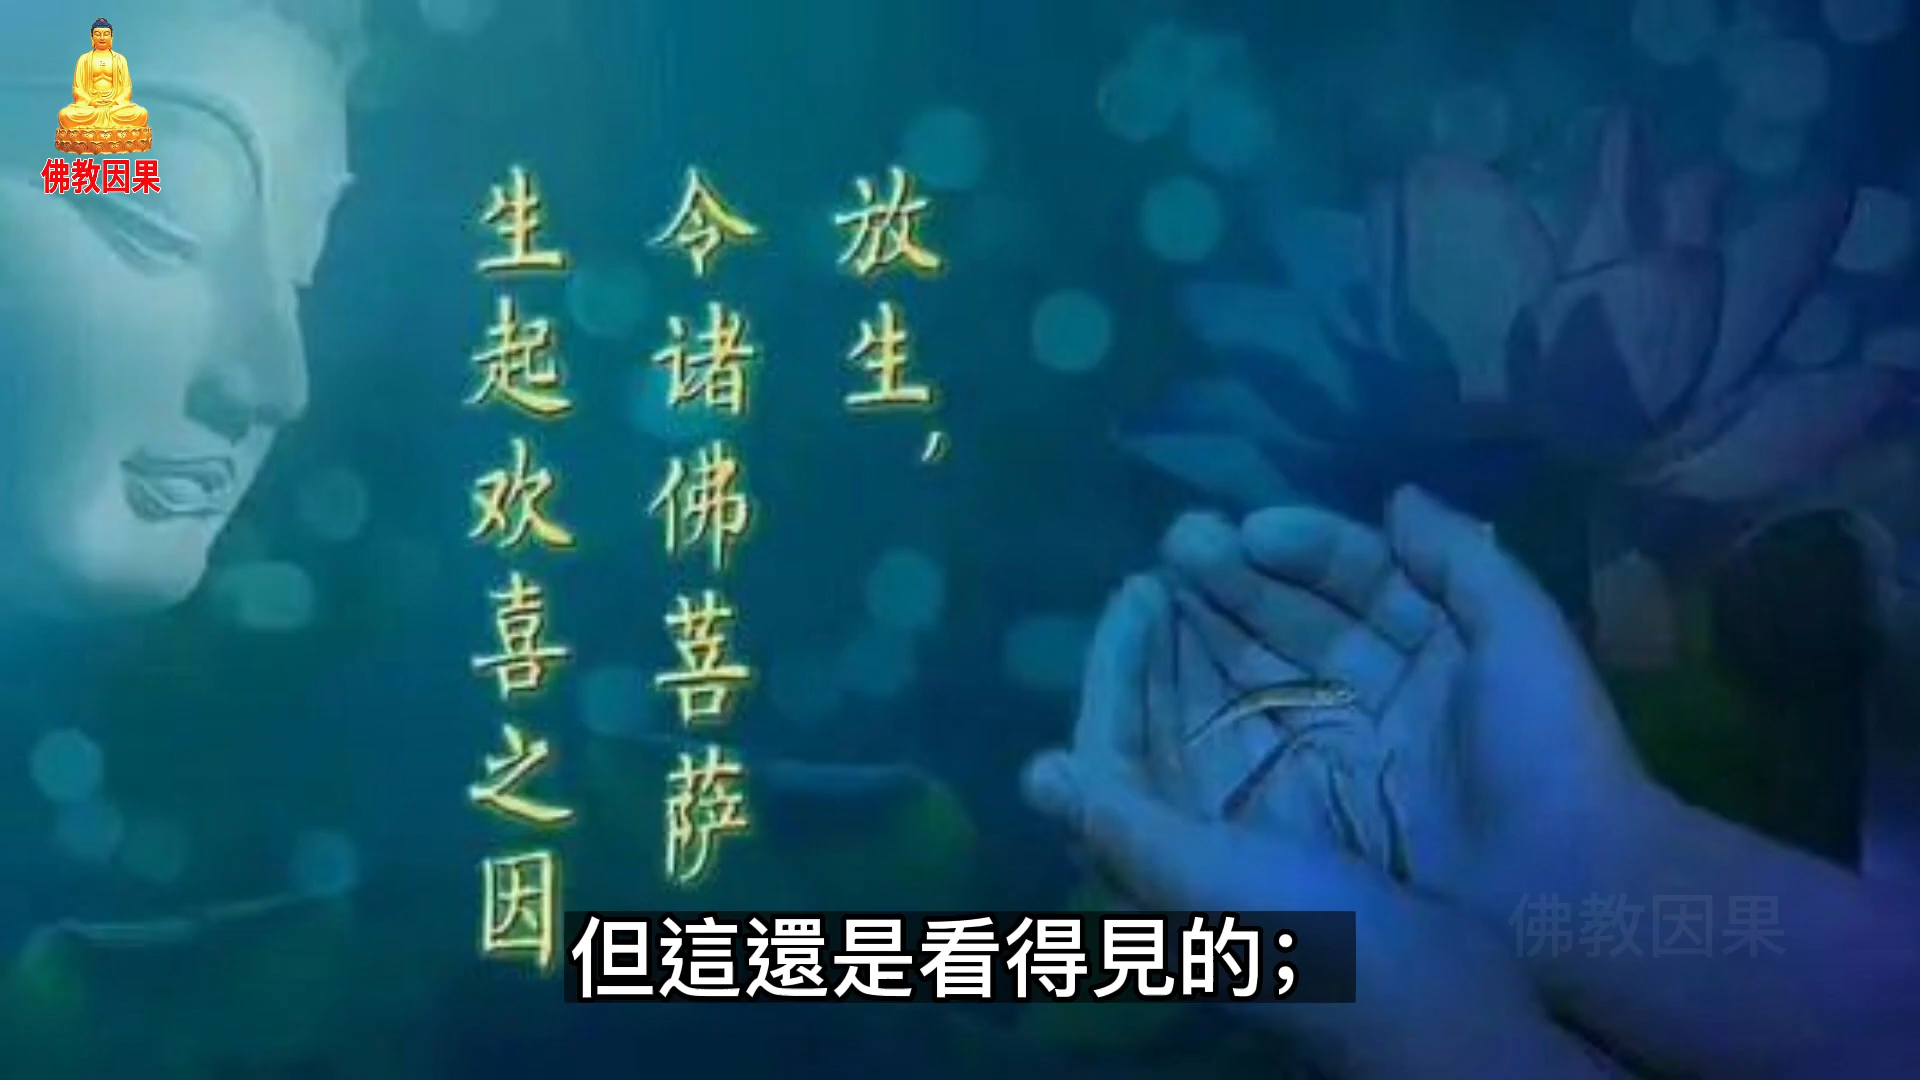 佛教因果
放生，
令诸佛菩萨
生起欢喜之因
但這還是看得見的；
佛教因果